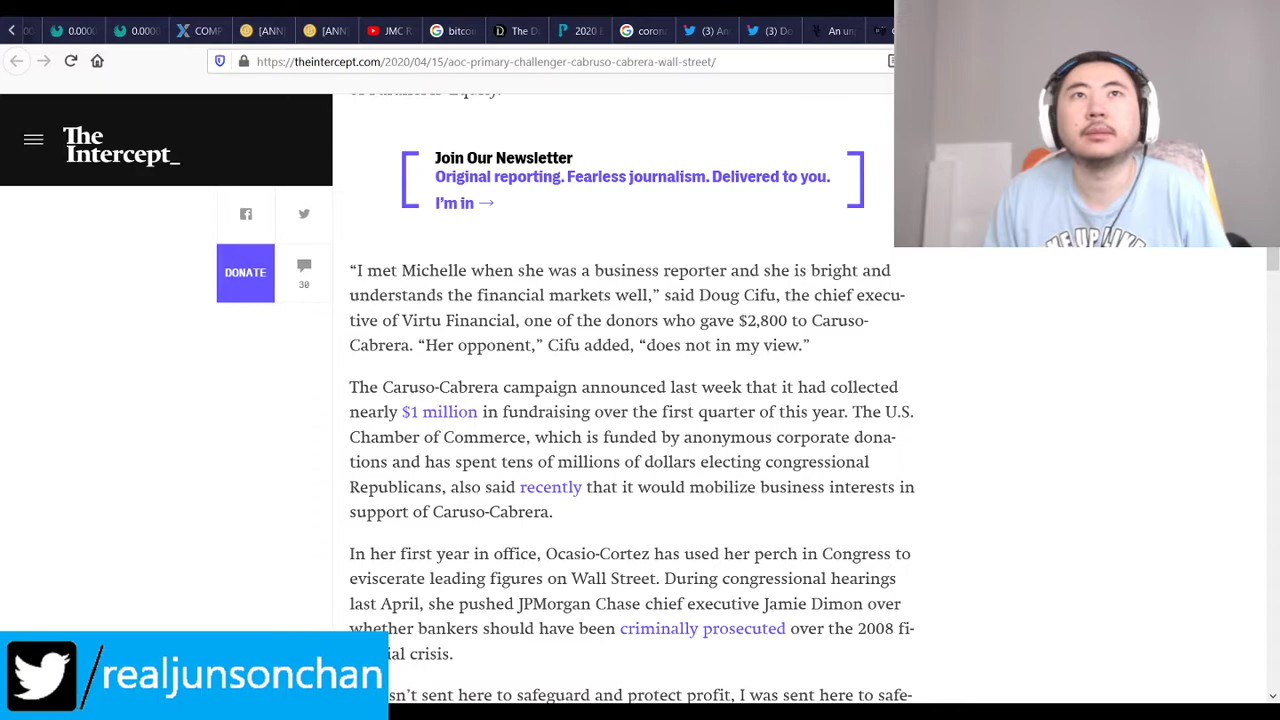 0.0000
0.0000
COMP
[ANN]
[ANN]
JMC R
bitcoi
The D
2020 E
coron
(3) An
(3) Do
An un
https://theintercept.com/2020/04/15/aoc-primary-challenger-cabruso-cabrera-wall-street/
The
Intercept_
Join Our Newsletter
Original reporting. Fearless journalism. Delivered to you.
I'm in →
DONATE
30
“I met Michelle when she was a business reporter and she is bright and
understands the financial markets well,” said Doug Cifu, the chief execu-
tive of Virtu Financial, one of the donors who gave $2,800 to Caruso-
Cabrera. “Her opponent,” Cifu added, “does not in my view.”
The Caruso-Cabrera campaign announced last week that it had collected
nearly $1 million in fundraising over the first quarter of this year. The U.S.
Chamber of Commerce, which is funded by anonymous corporate dona-
tions and has spent tens of millions of dollars electing congressional
Republicans, also said recently that it would mobilize business interests in
support of Caruso-Cabrera.
In her first year in office, Ocasio-Cortez has used her perch in Congress to
eviscerate leading figures on Wall Street. During congressional hearings
last April, she pushed JPMorgan Chase chief executive Jamie Dimon over
whether bankers should have been criminally prosecuted over the 2008 fi-
ial crisis.
sn't sent here to safeguard and protect profit, I was sent here to safe-
/realjunsonchan
ME UP LIKE